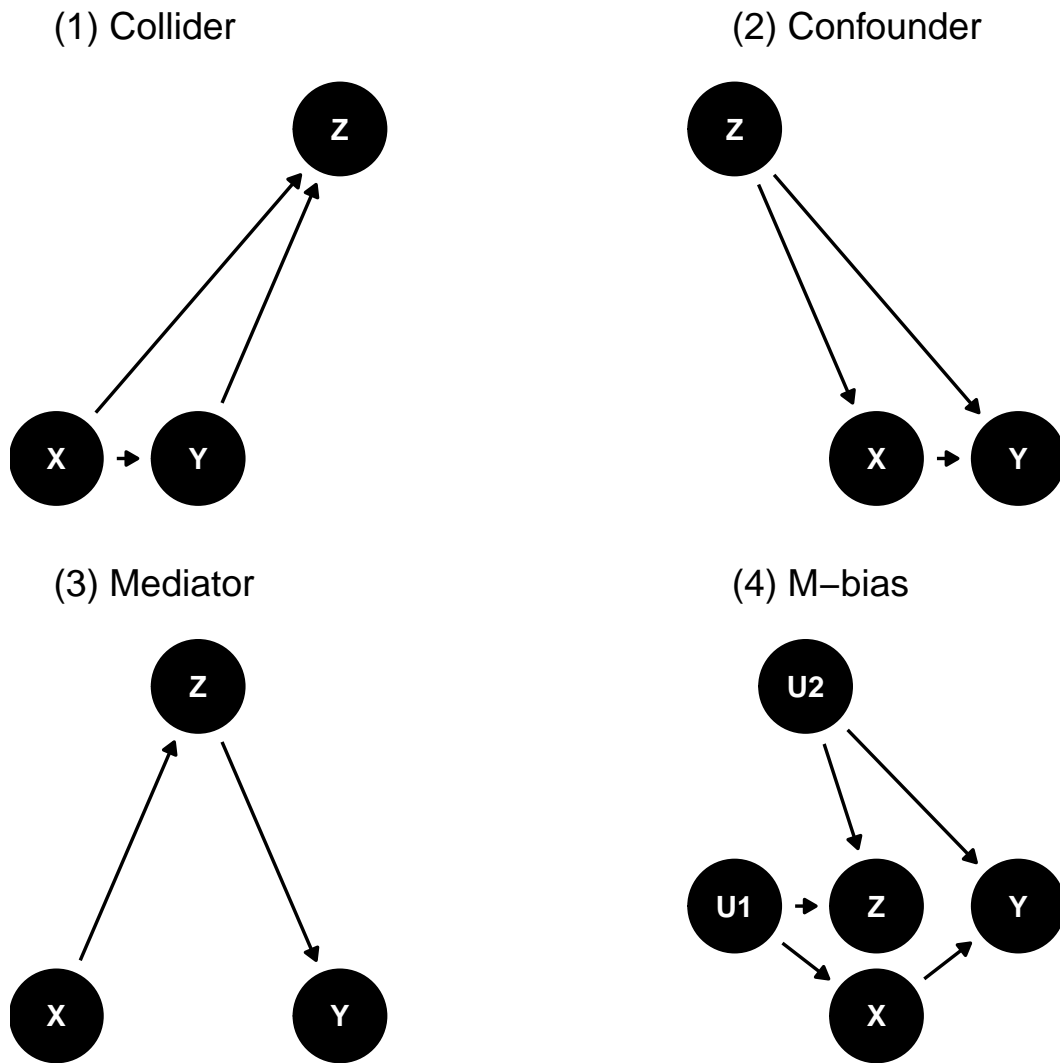 (1) Collider
Z
X
Y
(2) Confounder
Z
X
Y
(3) Mediator
Z
X
Y
(4) M−bias
U2
U1
Z
Y
X